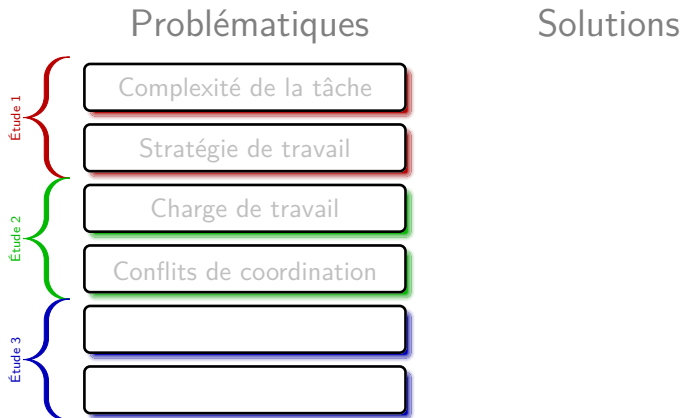 Problématiques
Solutions
Étude 1
Complexité de la tâche
Stratégie de travail
Étude 2
Charge de travail
Conflits de coordination
Étude 3